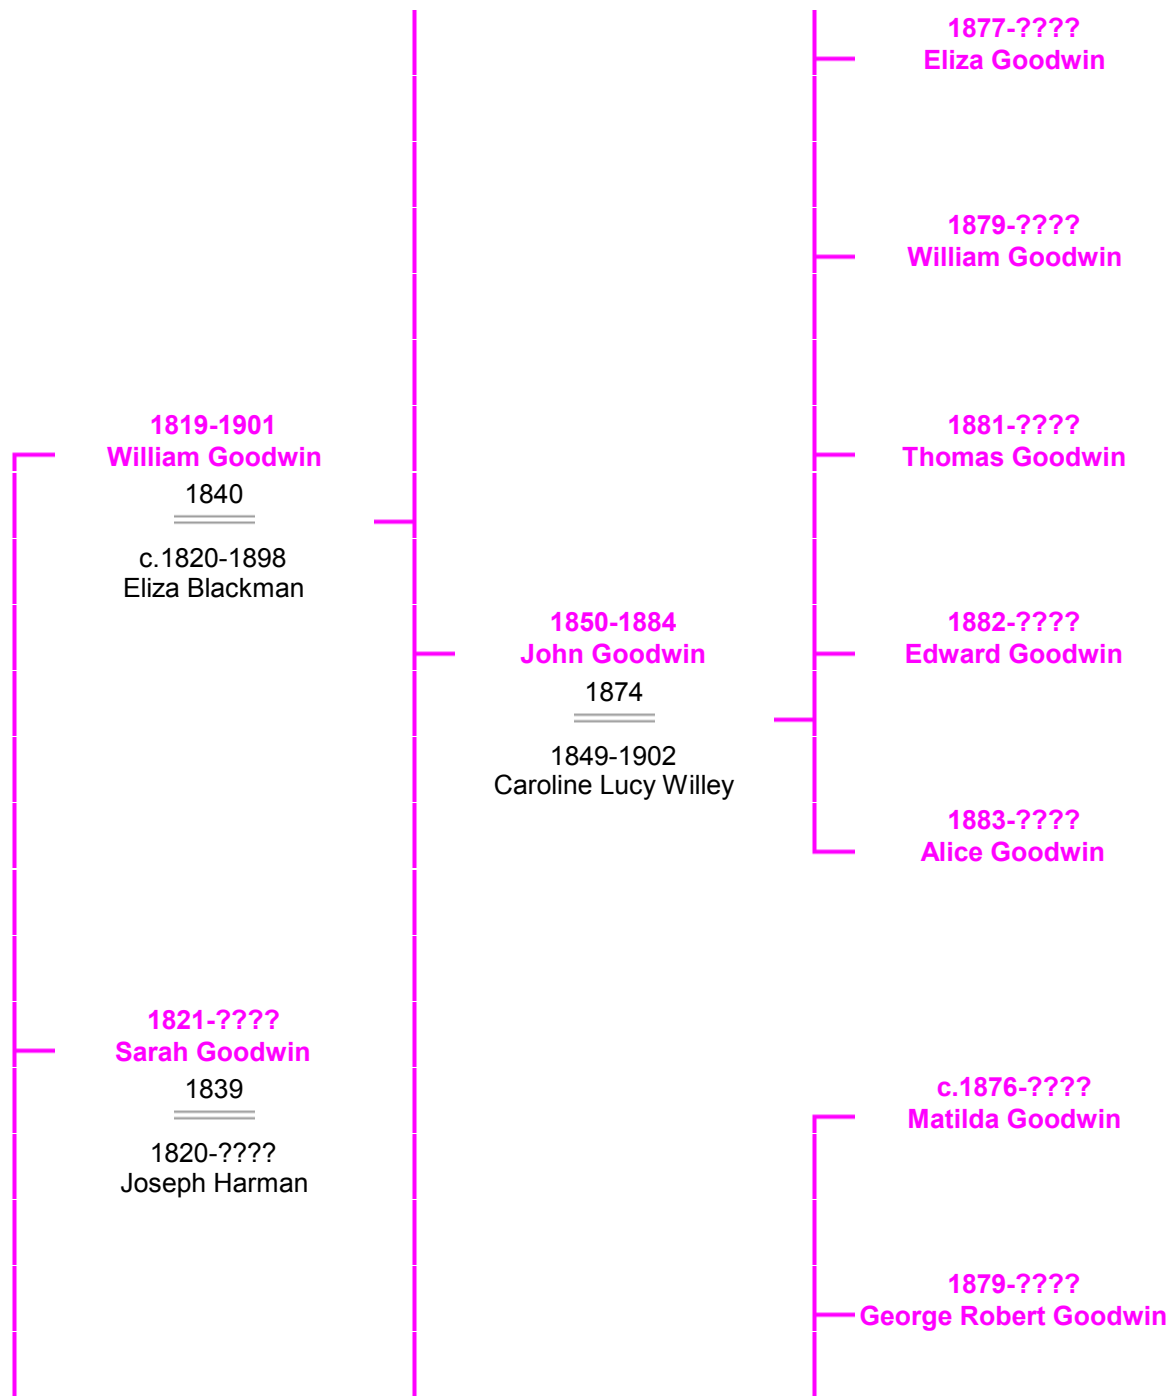 1877-????
Eliza Goodwin
1879-????
William Goodwin
1819-1901
William Goodwin
1840
c.1820-1898
Eliza Blackman
1881-????
Thomas Goodwin
1850-1884
John Goodwin
1874
1849-1902
Caroline Lucy Willey
1882-????
Edward Goodwin
1883-????
Alice Goodwin
1821-????
Sarah Goodwin
1839
1820-????
Joseph Harman
c.1876-????
Matilda Goodwin
1879-????
George Robert Goodwin